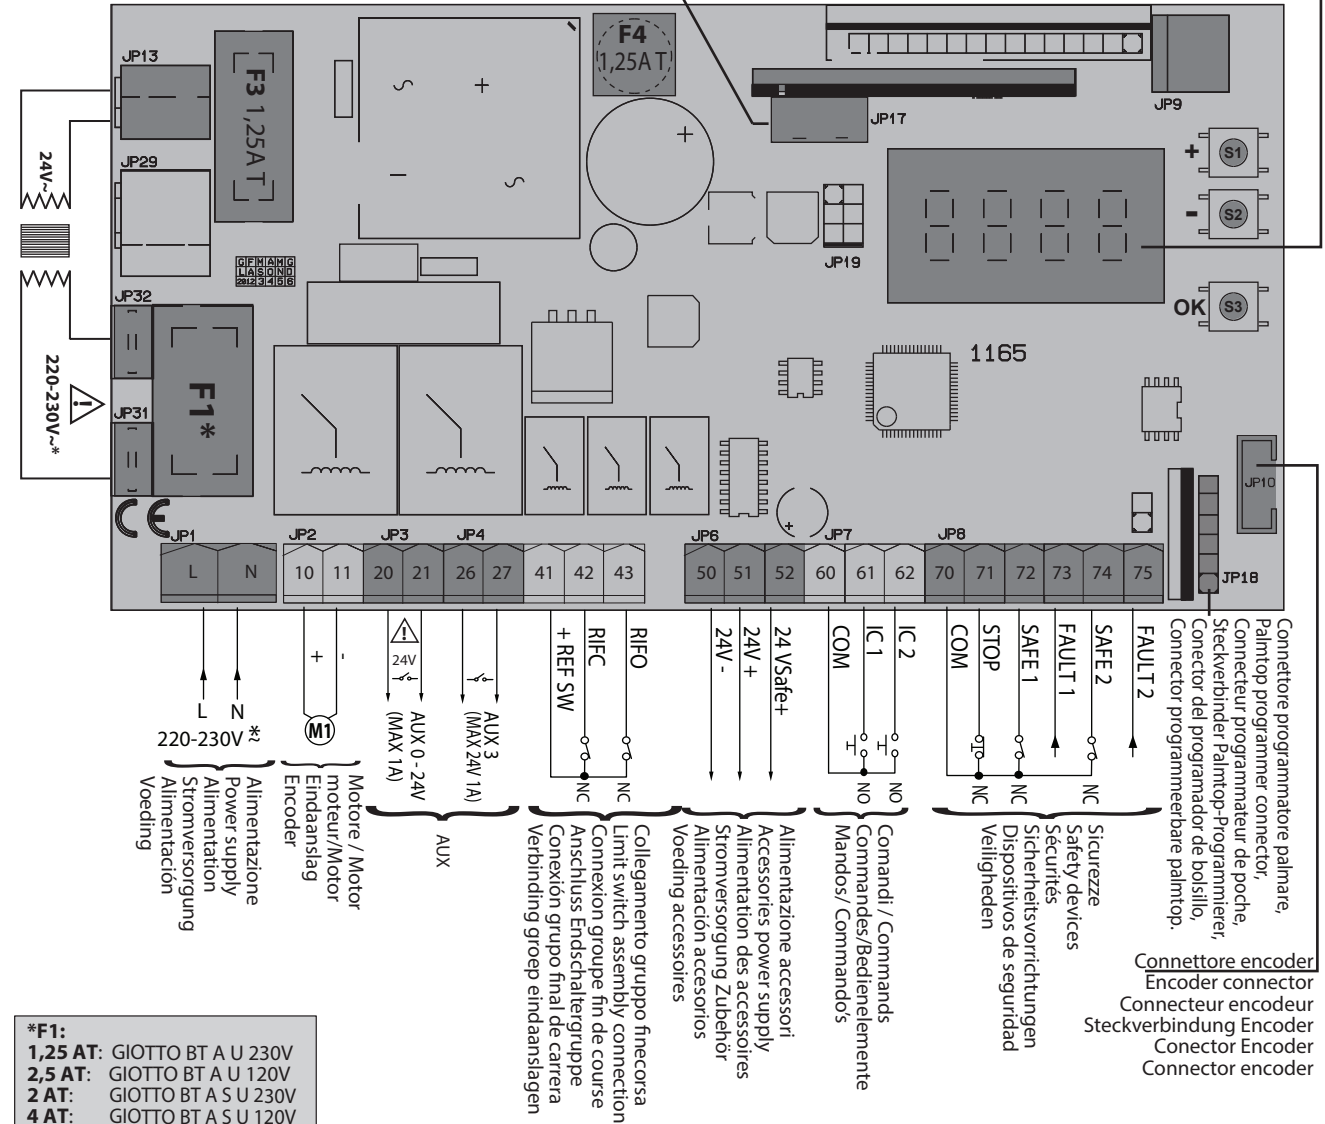 JP13
F3 1,25A T
F4
1,25A T
JP9
JP17
+ S1
- S2
OK S3
JP19
JP29
24V~
GFMAMG
LASOND
2012 3 4 5 6
JP32
F1*
JP31
220-230V~*
1165
JP10
JP18
CE
JP1
JP2
JP3
JP4
JP6
JP7
JP8
L N
10 11
20 21
26 27
41 42 43
50 51 52
60 61 62
70 71 72 73 74 75
L N
220-230V ~*
+ -
M1
24V
AUX 0 - 24V
(MAX 1A)
AUX 3
(MAX 24V 1A)
+ REF SW
RIFC
RIFO
NC
NC
24V -
24V +
24 VSafe+
COM
IC 1
IC 2
NO
NO
COM
STOP
SAFE 1
FAULT 1
SAFE 2
FAULT 2
NC
NC
NC
Alimentazione
Power supply
Alimentation
Stromversorgung
Alimentación
Voeding
Motore / Motor
moteur/Motor
Eindaanslag
Encoder
AUX
Collegamento gruppo finecorsa
Limit switch assembly connection
Connexion groupe fin de course
Anschluss Endschaltergruppe
Conexión grupo final de carrera
Verbinding groep eindaanslagen
Alimentazione accessori
Accessories power supply
Alimentation des accessoires
Stromversorgung Zubehör
Alimentación accesorios
Voeding accessoires
Comandi / Commands
Commandes/Bedienelemente
Mandos/ Commando's
Sicurezze
Safety devices
Sécurités
Sicherheitsvorrichtungen
Dispositivos de seguridad
Veiligheden
Connettore programmatore palmare,
Palmtop programmer connector,
Connecteur programmateur de poche,
Steckverbinder Palmtop-Programmierer,
Conector del programador de bolsillo,
Connector programmeerbare palmtop.
Connettore encoder
Encoder connector
Connecteur encodeur
Steckverbindung Encoder
Conector Encoder
Connector encoder
*F1:
1,25 AT: GIOTTO BT A U 230V
2,5 AT: GIOTTO BT A U 120V
2 AT: GIOTTO BT A S U 230V
4 AT: GIOTTO BT A S U 120V